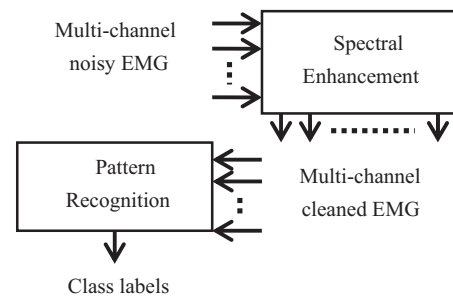 Multi-channel
noisy EMG
Spectral
Enhancement
Pattern
Recognition
Multi-channel
cleaned EMG
Class labels